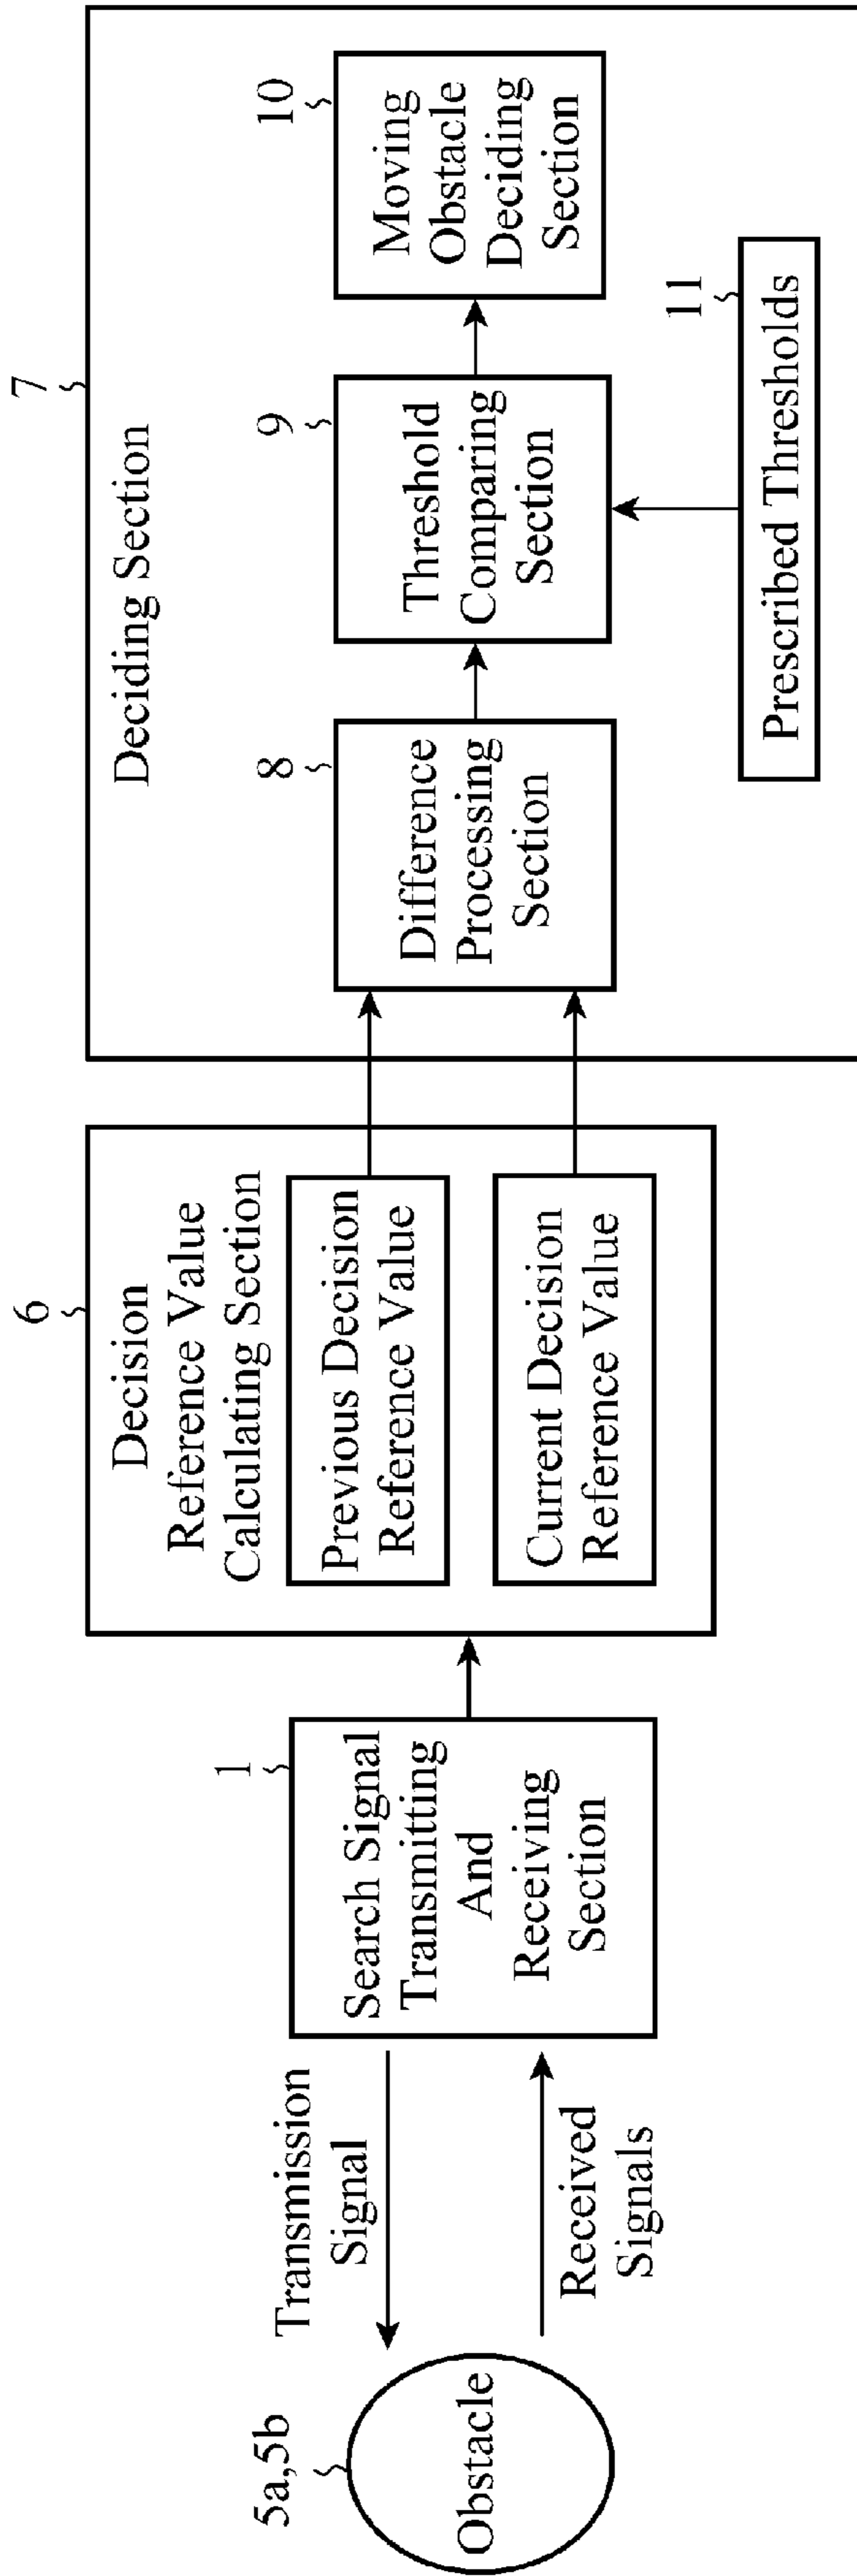 5a,5b
Obstacle
Transmission
Signal
Received
Signals
1
Search Signal
Transmitting
And
Receiving
Section
6
Decision
Reference Value
Calculating Section
Previous Decision
Reference Value
Current Decision
Reference Value
7
Deciding Section
8
Difference
Processing
Section
9
Threshold
Comparing
Section
10
Moving
Obstacle
Deciding
Section
11
Prescribed Thresholds